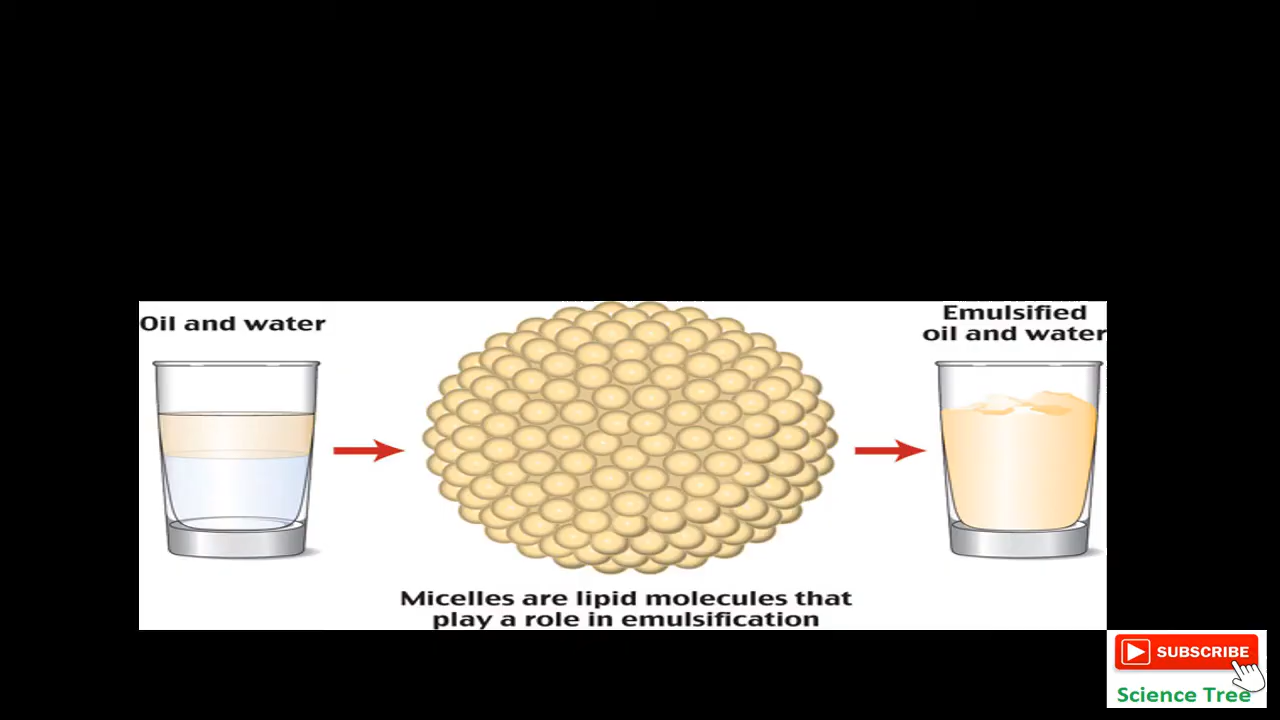 Oil and water
Emulsified
oil and water
Micelles are lipid molecules that
play a role in emulsification
SUBSCRIBE
Science Tree